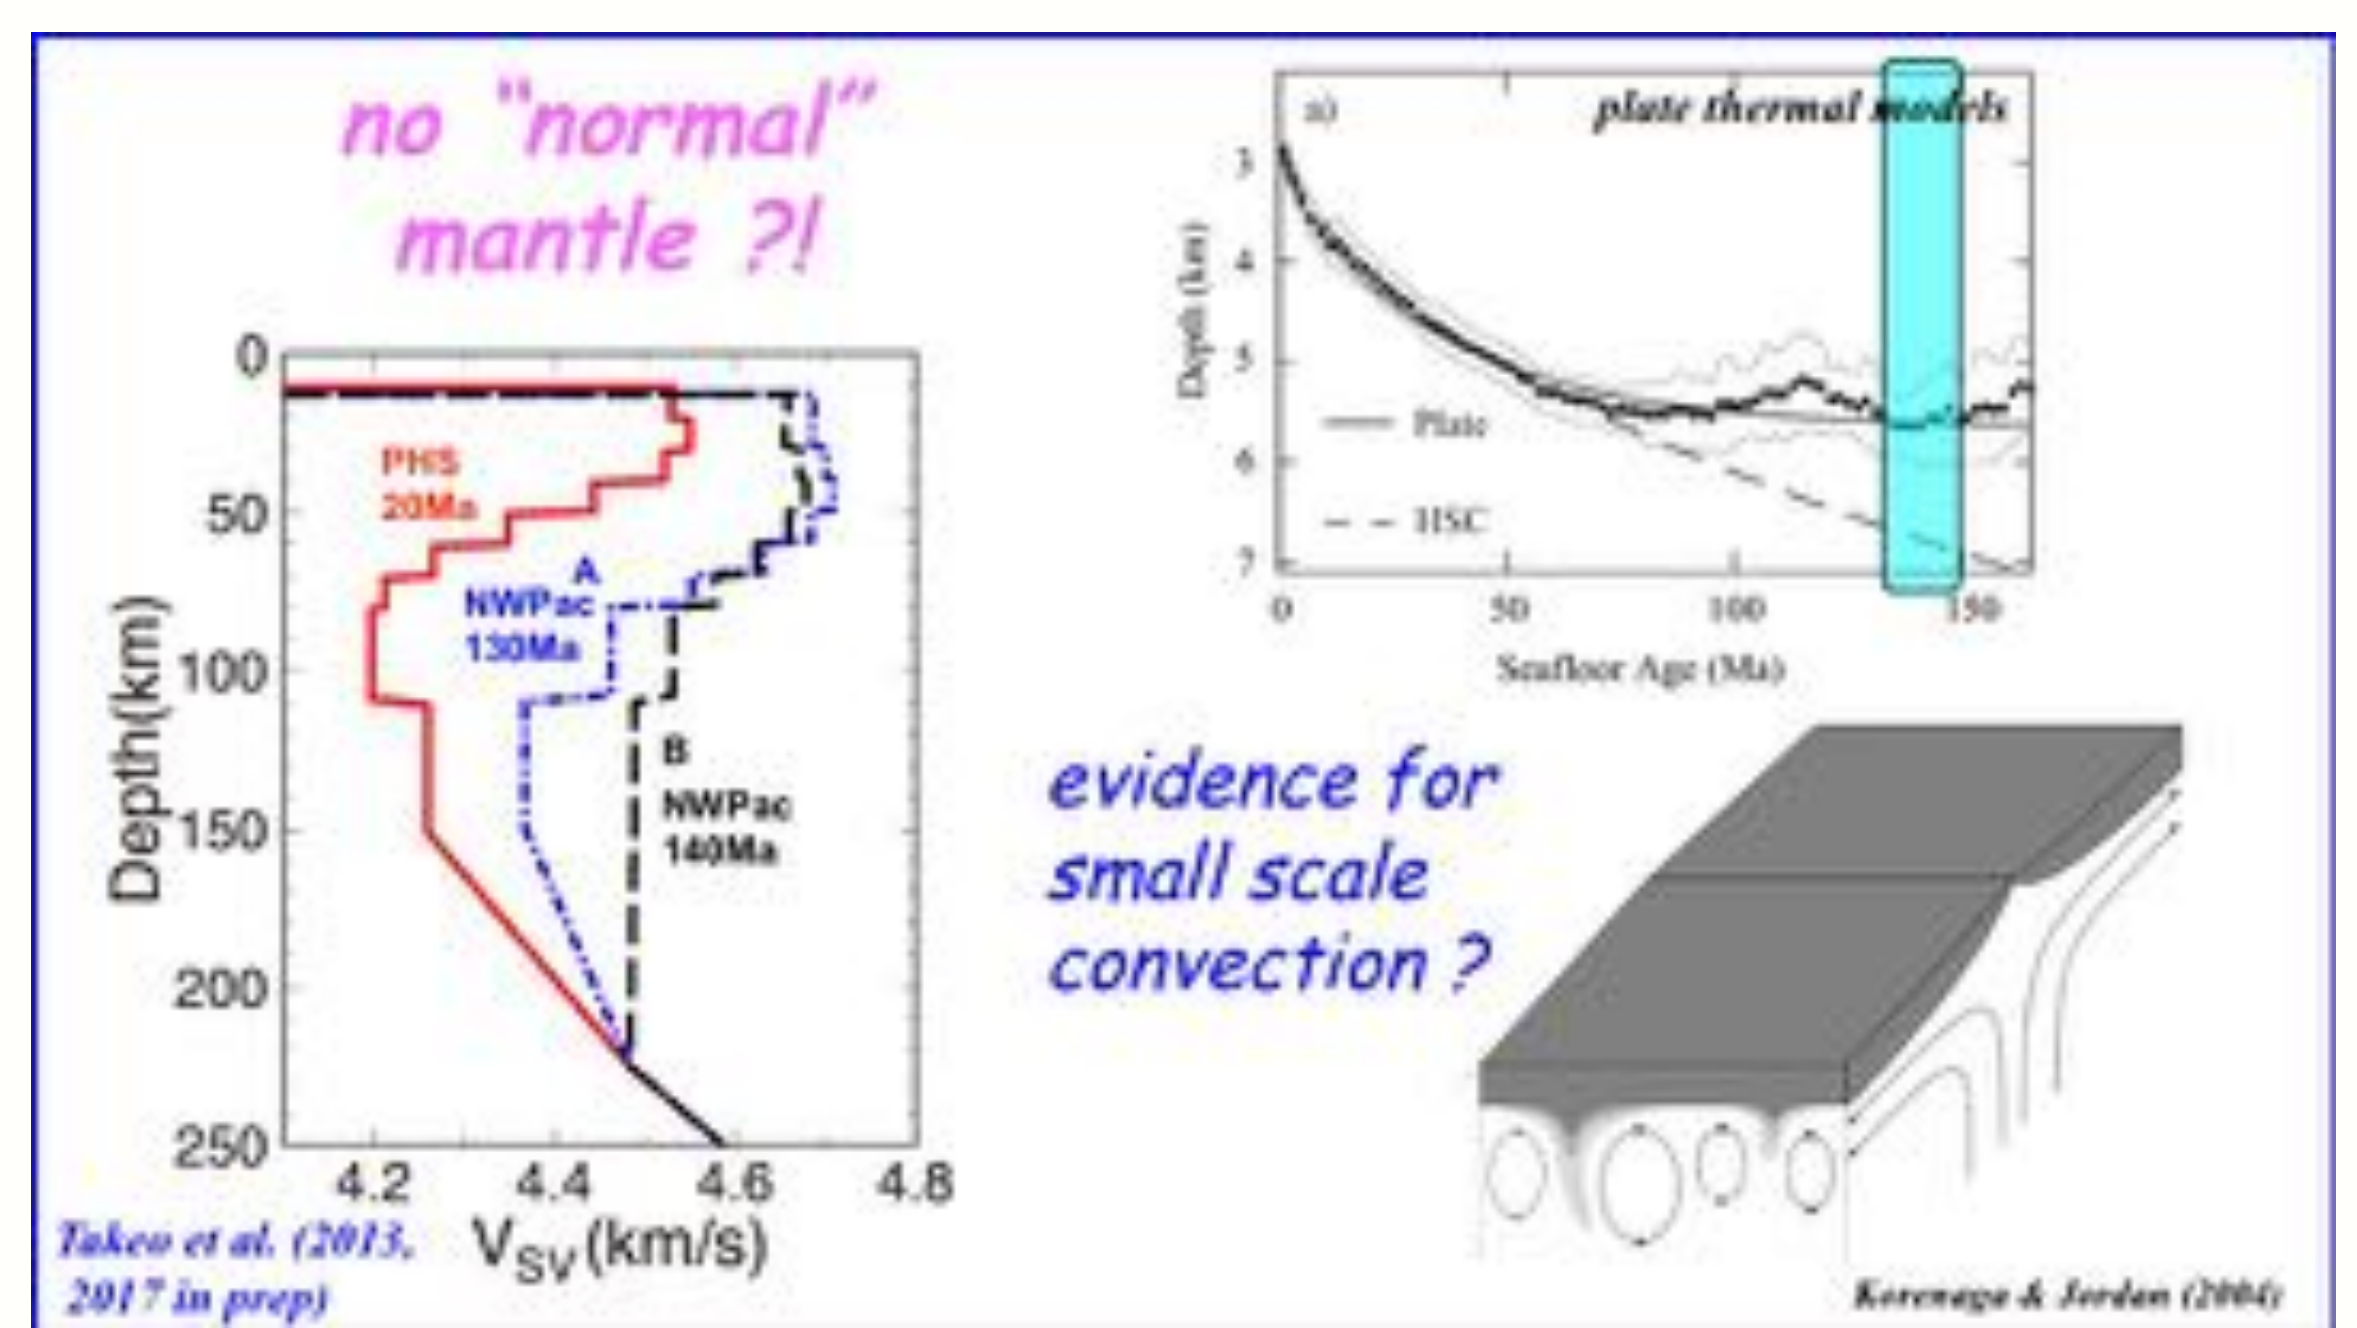 no “normal”
mantle ?!
0
50
100
150
200
250
Depth(km)
PHS
20Ma
A
NWPac
130Ma
B
NWPac
140Ma
4.2 4.4 4.6 4.8
VSV(km/s)
Takeo et al. (2013,
2017 in prep)
a)
plate thermal models
3
4
5
6
7
Depth (km)
Plate
HSC
0 50 100 150
Seafloor Age (Ma)
evidence for
small scale
convection ?
Korenaga & Jordan (2004)